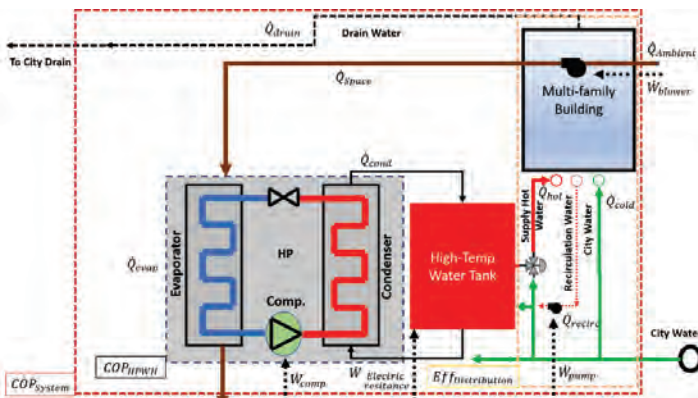 Q̇drain
Drain Water
To City Drain
Q̇Space
Q̇Ambient
Ẇblower
Multi-family
Building
Q̇cond
Q̇hot
Q̇cold
Supply Hot
Water
Recirculation Water
City Water
Evaporator
HP
Condenser
High-Temp
Water Tank
Q̇evap
Comp.
Q̇recirc
City Water
COPHPWH
Ẇcomp.
Ẇ Electric
resitance
EffDistribution
Ẇpump
COPSystem